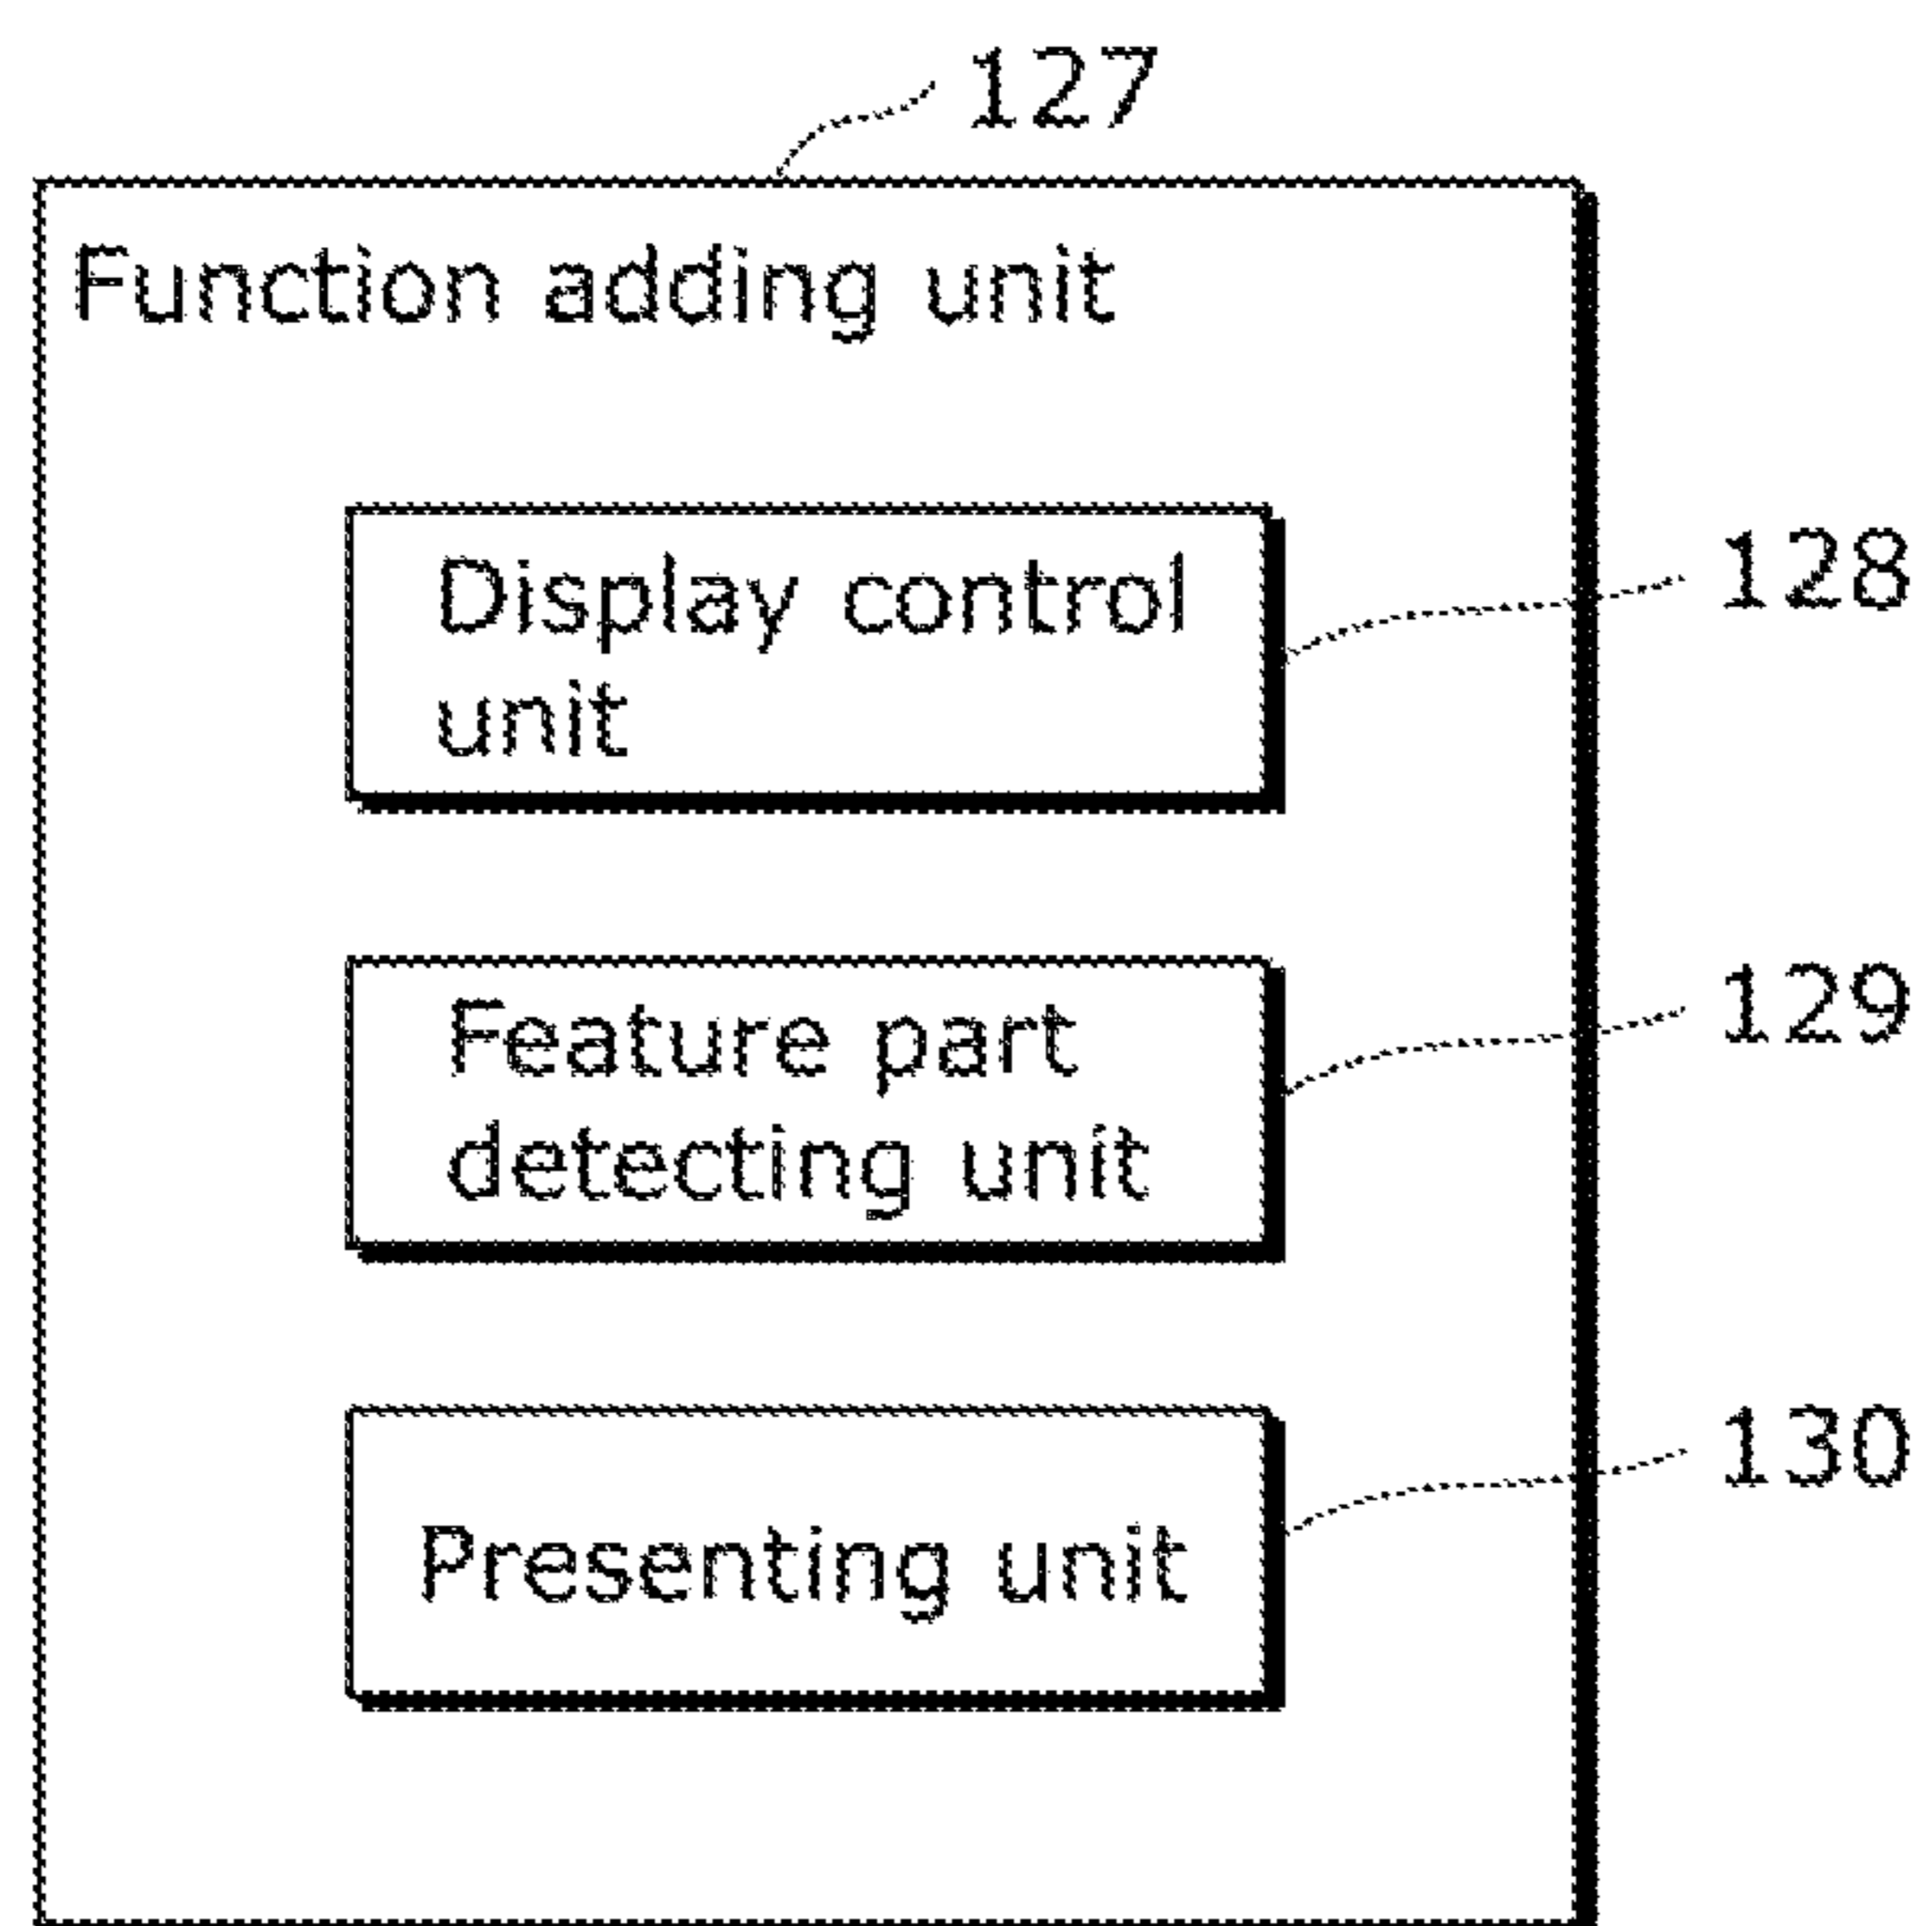 127
Function adding unit
Display control
unit
128
Feature part
detecting unit
129
Presenting unit
130